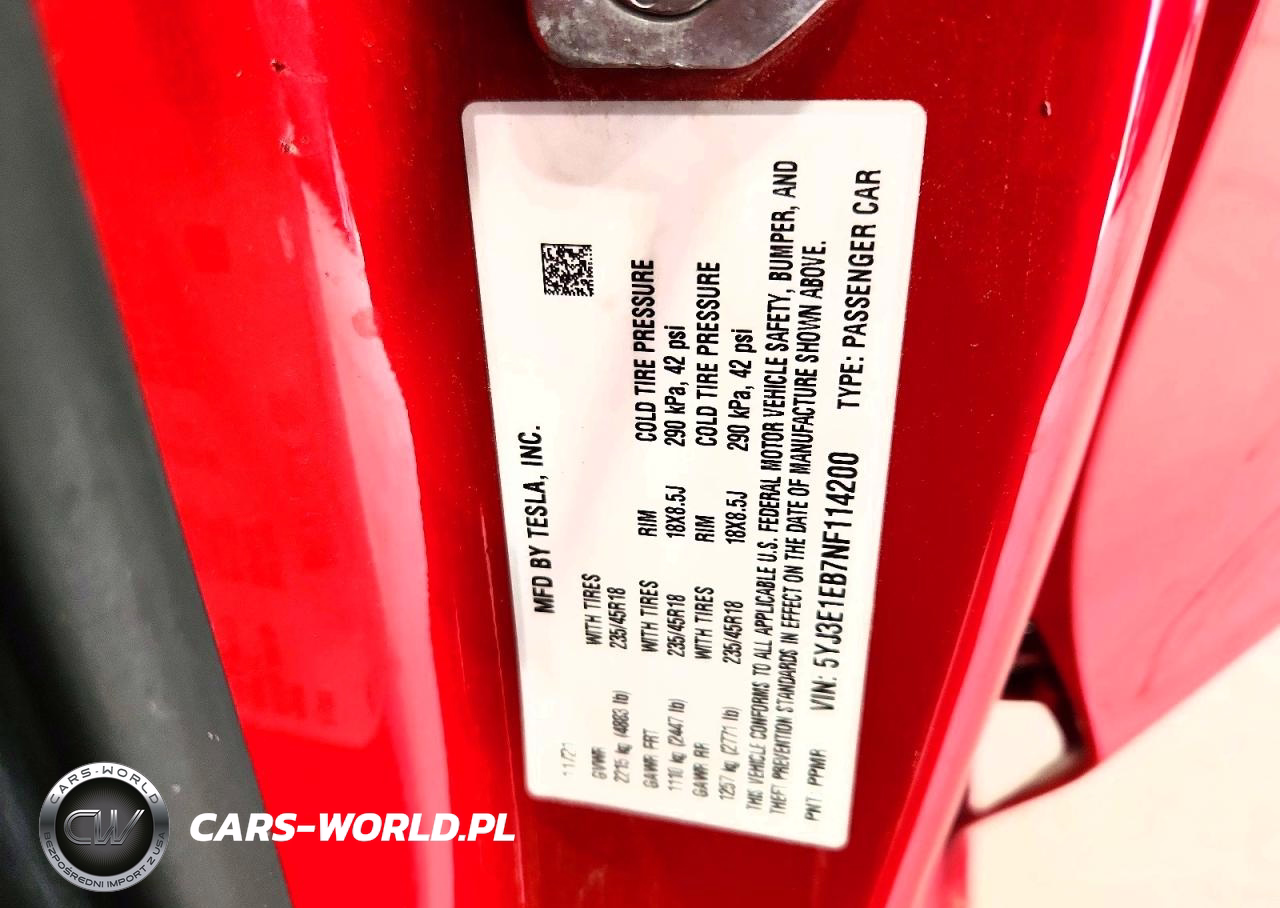 MFD BY TESLA, INC.
11/21
GVWR WITH TIRES
2215 kg (4883 lb) 235/45R18
GAWR FRT WITH TIRES RIM COLD TIRE PRESSURE
1110 kg (2447 lb) 235/45R18 18X8.5J 290 kPa, 42 psi
GAWR RR WITH TIRES RIM COLD TIRE PRESSURE
1257 kg (2771 lb) 235/45R18 18X8.5J 290 kPa, 42 psi
THIS VEHICLE CONFORMS TO ALL APPLICABLE U.S. FEDERAL MOTOR VEHICLE SAFETY, BUMPER, AND
THEFT PREVENTION STANDARDS IN EFFECT ON THE DATE OF MANUFACTURE SHOWN ABOVE.
PNT: PPMR VIN: 5YJ3E1EB7NF114200 TYPE: PASSENGER CAR
CARS-WORLD
CW
BEZPOŚREDNI IMPORT Z USA
CARS-WORLD.PL